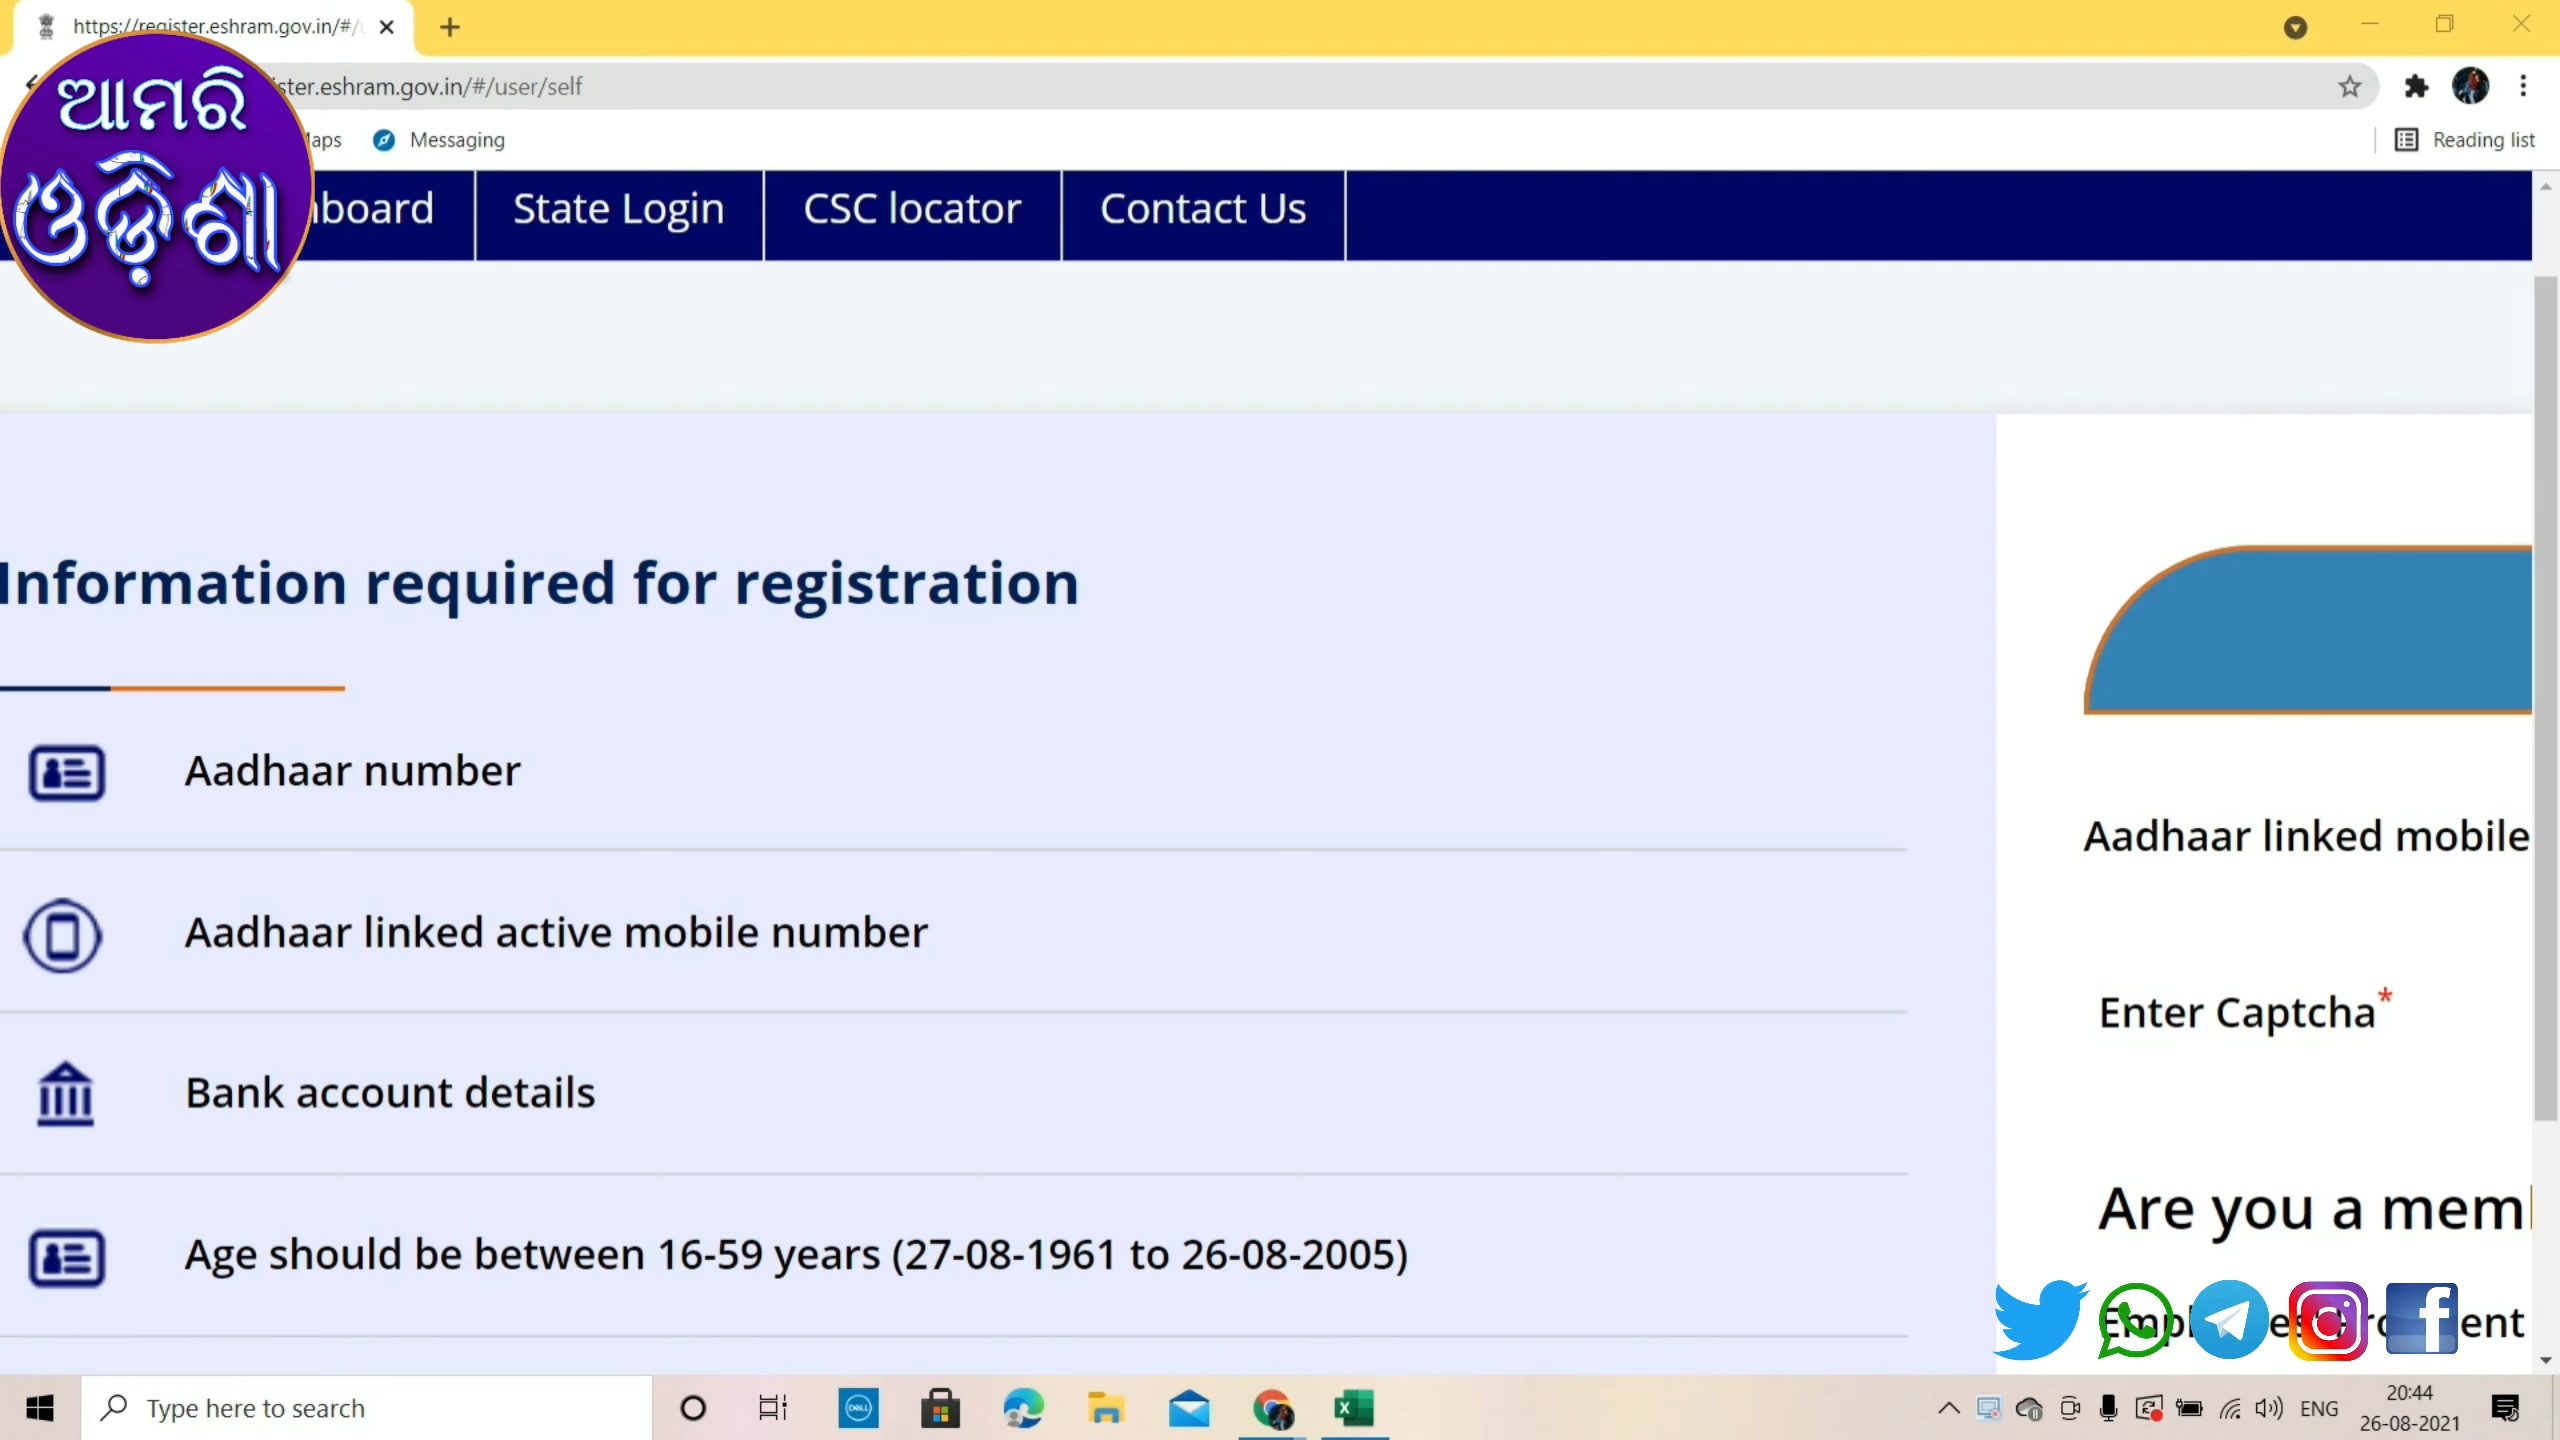 https://register.eshram.gov.in/#/
ster.eshram.gov.in/#/user/self
Messaging
Reading list
ଆମରି
ଓଡ଼ିଶା
State Login
CSC locator
Contact Us
Information required for registration
Aadhaar number
Aadhaar linked active mobile number
Bank account details
Age should be between 16-59 years (27-08-1961 to 26-08-2005)
Aadhaar linked mobile
Enter Captcha*
Are you a
Type here to search
DELL
ENG
20:44
26-08-2021